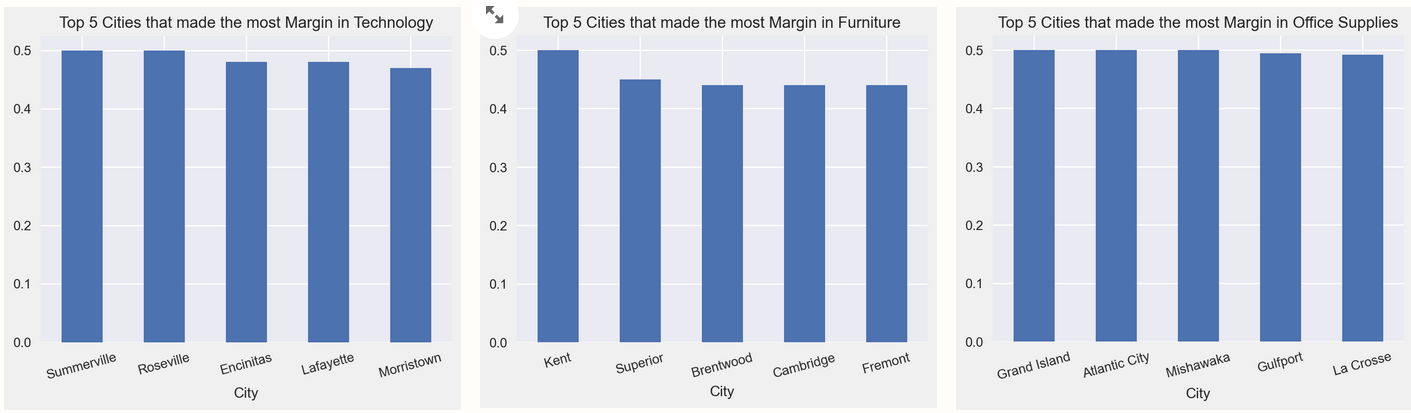 Top 5 Cities that made the most Margin in Technology
0.5
0.4
0.3
0.2
0.1
0.0
Summerville
Roseville
Encinitas
Lafayette
Morristown
City
Top 5 Cities that made the most Margin in Furniture
0.5
0.4
0.3
0.2
0.1
0.0
Kent
Superior
Brentwood
Cambridge
Fremont
City
Top 5 Cities that made the most Margin in Office Supplies
0.5
0.4
0.3
0.2
0.1
0.0
Grand Island
Atlantic City
Mishawaka
Gulfport
La Crosse
City